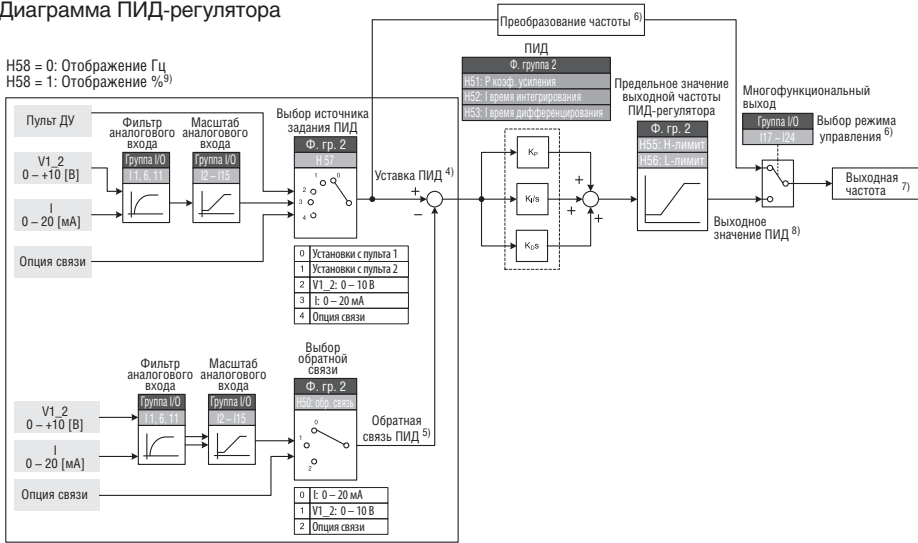 Диаграмма ПИД-регулятора
H58 = 0: Отображение Гц
H58 = 1: Отображение %9)
Преобразование частоты 6)
ПИД
Ф. группа 2
H51: P коэф. усиления
H52: I время интегрирования
H53: I время дифференцирования
Предельное значение
выходной частоты
ПИД-регулятора
Ф. гр. 2
H55: H-лимит
H56: L-лимит
Многофункциональный
выход
Группа I/O
I17 – I24
Выбор режима
управления 6)
Выходная
частота 7)
Выходное
значение ПИД 8)
Пульт ДУ
V1_2
0 – +10 [В]
I
0 – 20 [мА]
Опция связи
Фильтр
аналогового
входа
Группа I/O
I 1, 6, 11
Масштаб
аналогового
входа
Группа I/O
I2 – I15
Выбор источника
задания ПИД
Ф. гр. 2
H 57
1
0
2
3
4
Уставка ПИД 4)
+
–
KP
KI/s
KDs
+
+
+
0 Установки с пульта 1
1 Установки с пульта 2
2 V1_2: 0 – 10 В
3 I: 0 – 20 мА
4 Опция связи
V1_2
0 – +10 [В]
I
0 – 20 [мА]
Опция связи
Фильтр
аналогового
входа
Группа I/O
I 1, 6, 11
Масштаб
аналогового
входа
Группа I/O
I2 – I15
Выбор
обратной
связи
Ф. гр. 2
H50: обр. связь
0
1
2
Обратная
связь ПИД 5)
0 I: 0 – 20 мА
1 V1_2: 0 – 10 В
2 Опция связи